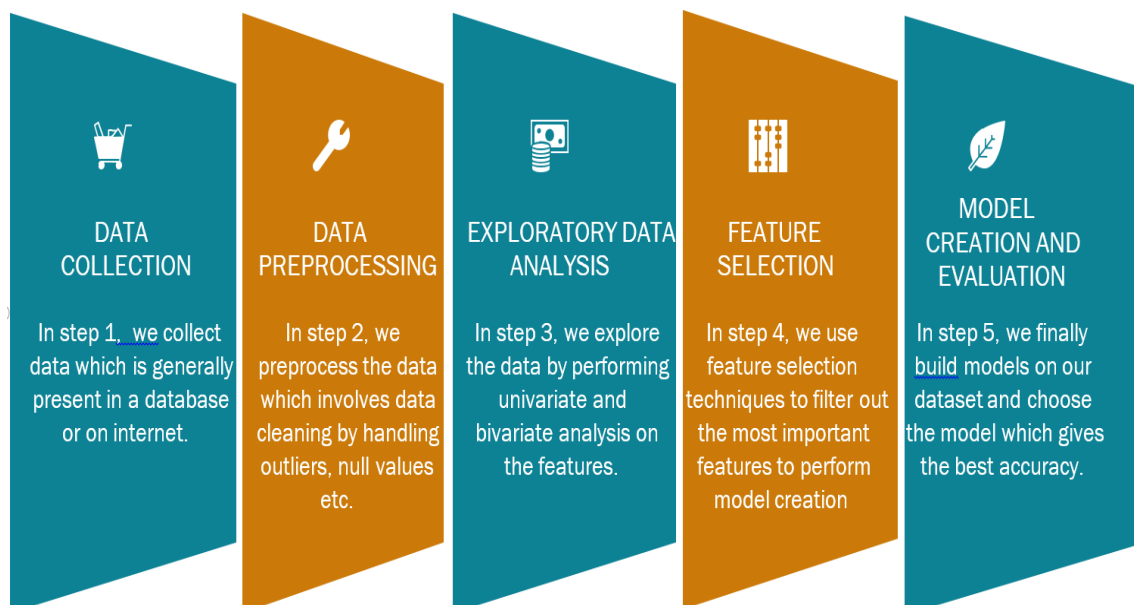 DATA
COLLECTION
In step 1, we collect
data which is generally
present in a database
or on internet.
DATA
PREPROCESSING
In step 2, we
preprocess the data
which involves data
cleaning by handling
outliers, null values
etc.
EXPLORATORY DATA
ANALYSIS
In step 3, we explore
the data by performing
univariate and
bivariate analysis on
the features.
FEATURE
SELECTION
In step 4, we use
feature selection
techniques to filter out
the most important
features to perform
model creation
MODEL
CREATION AND
EVALUATION
In step 5, we finally
build models on our
dataset and choose
the model which gives
the best accuracy.